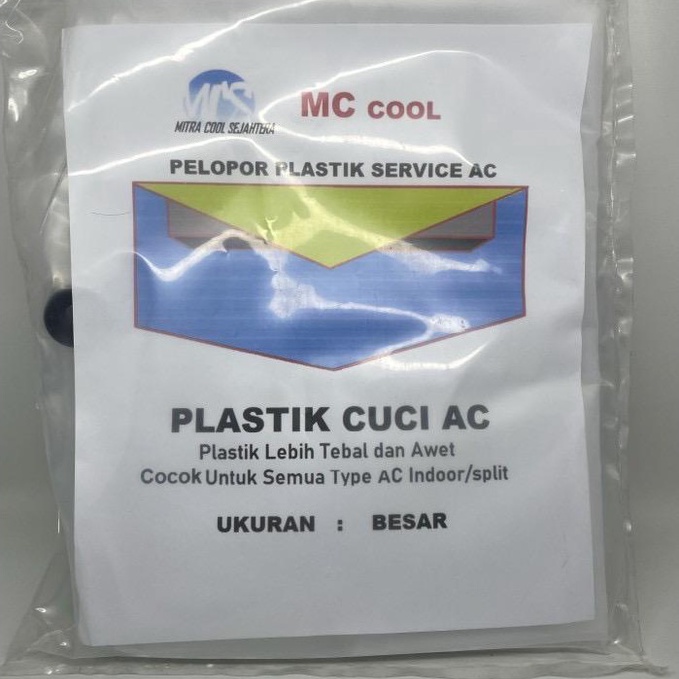 MCS
MITRA COOL SEJAHTERA
MC COOL
PELOPOR PLASTIK SERVICE AC
PLASTIK CUCI AC
Plastik Lebih Tebal dan Awet
Cocok Untuk Semua Type AC Indoor/split
UKURAN : BESAR